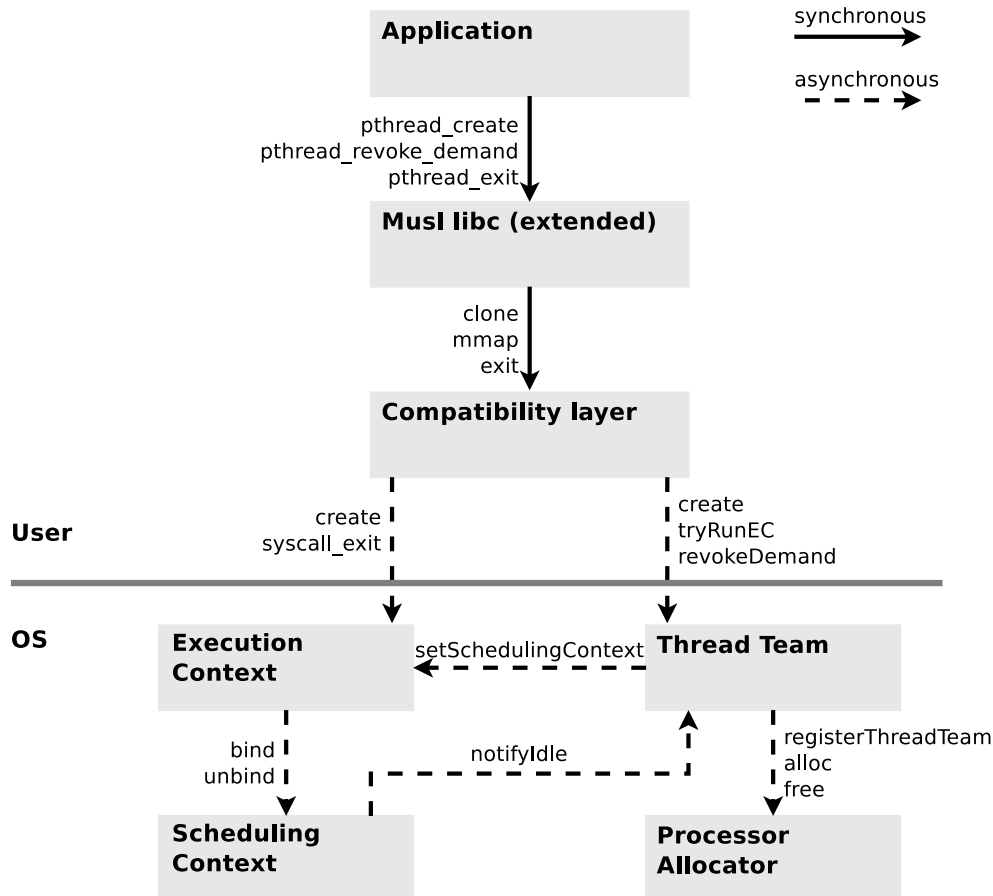 Application
synchronous
asynchronous
pthread_create
pthread_revoke_demand
pthread_exit
Musl libc (extended)
clone
mmap
exit
Compatibility layer
create
syscall_exit
create
tryRunEC
revokeDemand
User
OS
Execution
Context
setSchedulingContext
Thread Team
bind
unbind
notifyIdle
registerThreadTeam
alloc
free
Scheduling
Context
Processor
Allocator